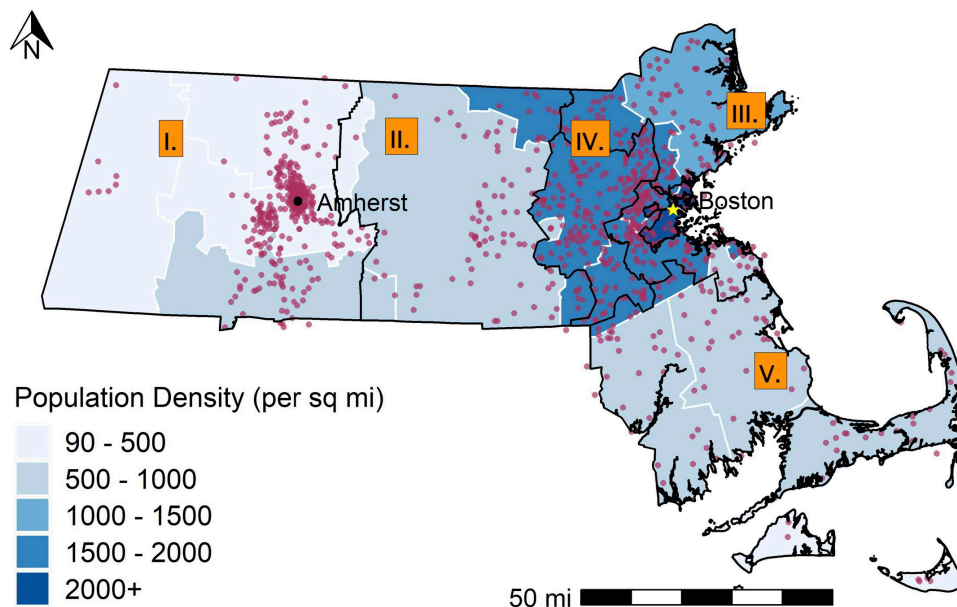 N
I.
II.
III.
IV.
V.
Amherst
Boston
Population Density (per sq mi)
90 - 500
500 - 1000
1000 - 1500
1500 - 2000
2000+
50 mi